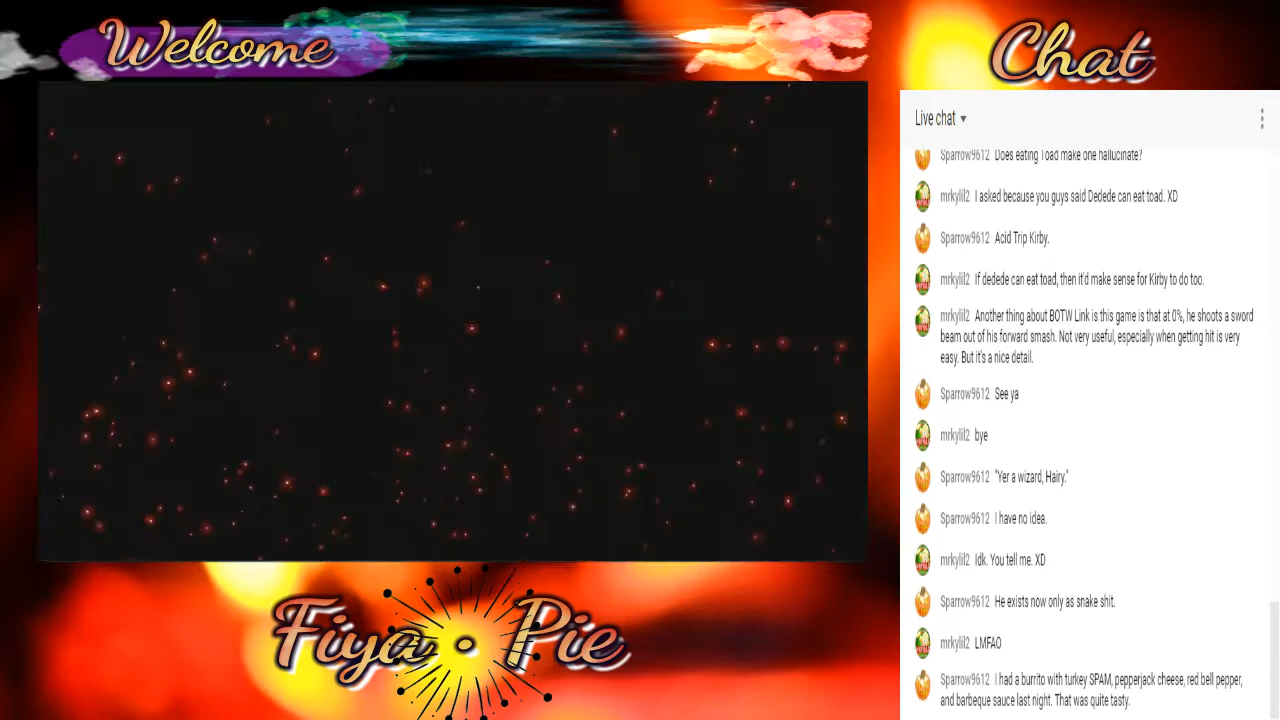 Welcome
Chat
Live chat
Sparrow9612 Does eating Toad make one hallucinate?
mrkylil2 I asked because you guys said Dedede can eat toad. XD
Sparrow9612 Acid Trip Kirby.
mrkylil2 If dedede can eat toad, then it'd make sense for Kirby to do too.
mrkylil2 Another thing about BOTW Link is this game is that at 0%, he shoots a sword
beam out of his forward smash. Not very useful, especially when getting hit is very
easy. But it's a nice detail.
Sparrow9612 See ya
mrkylil2 bye
Sparrow9612 "Yer a wizard, Hairy."
Sparrow9612 I have no idea.
mrkylil2 Idk. You tell me. XD
Sparrow9612 He exists now only as snake shit.
mrkylil2 LMFAO
Sparrow9612 I had a burrito with turkey SPAM, pepperjack cheese, red bell pepper,
and barbeque sauce last night. That was quite tasty.
Fiya • Pie